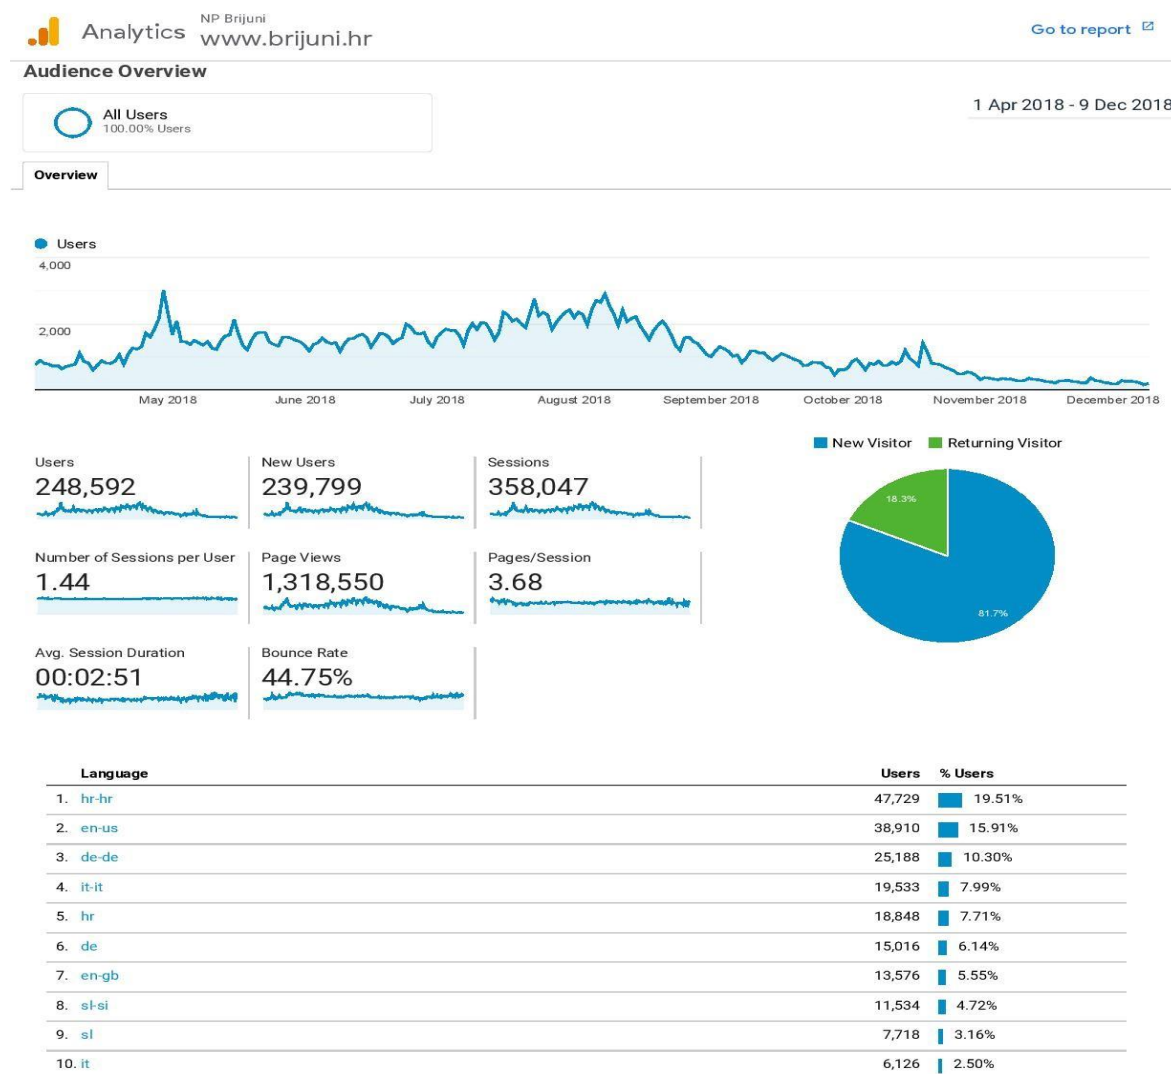 Analytics
NP Brijuni
www.brijuni.hr
Go to report
Audience Overview
All Users
100.00% Users
1 Apr 2018 - 9 Dec 2018
Overview
Users
4,000
2,000
May 2018 June 2018 July 2018 August 2018 September 2018 October 2018 November 2018 December 2018
New Visitor Returning Visitor
18.3%
81.7%
Users
248,592
New Users
239,799
Sessions
358,047
Number of Sessions per User
1.44
Page Views
1,318,550
Pages/Session
3.68
Avg. Session Duration
00:02:51
Bounce Rate
44.75%
Language Users % Users
1. hr-hr 47,729 19.51%
2. en-us 38,910 15.91%
3. de-de 25,188 10.30%
4. it-it 19,533 7.99%
5. hr 18,848 7.71%
6. de 15,016 6.14%
7. en-gb 13,576 5.55%
8. sl-si 11,534 4.72%
9. sl 7,718 3.16%
10. it 6,126 2.50%